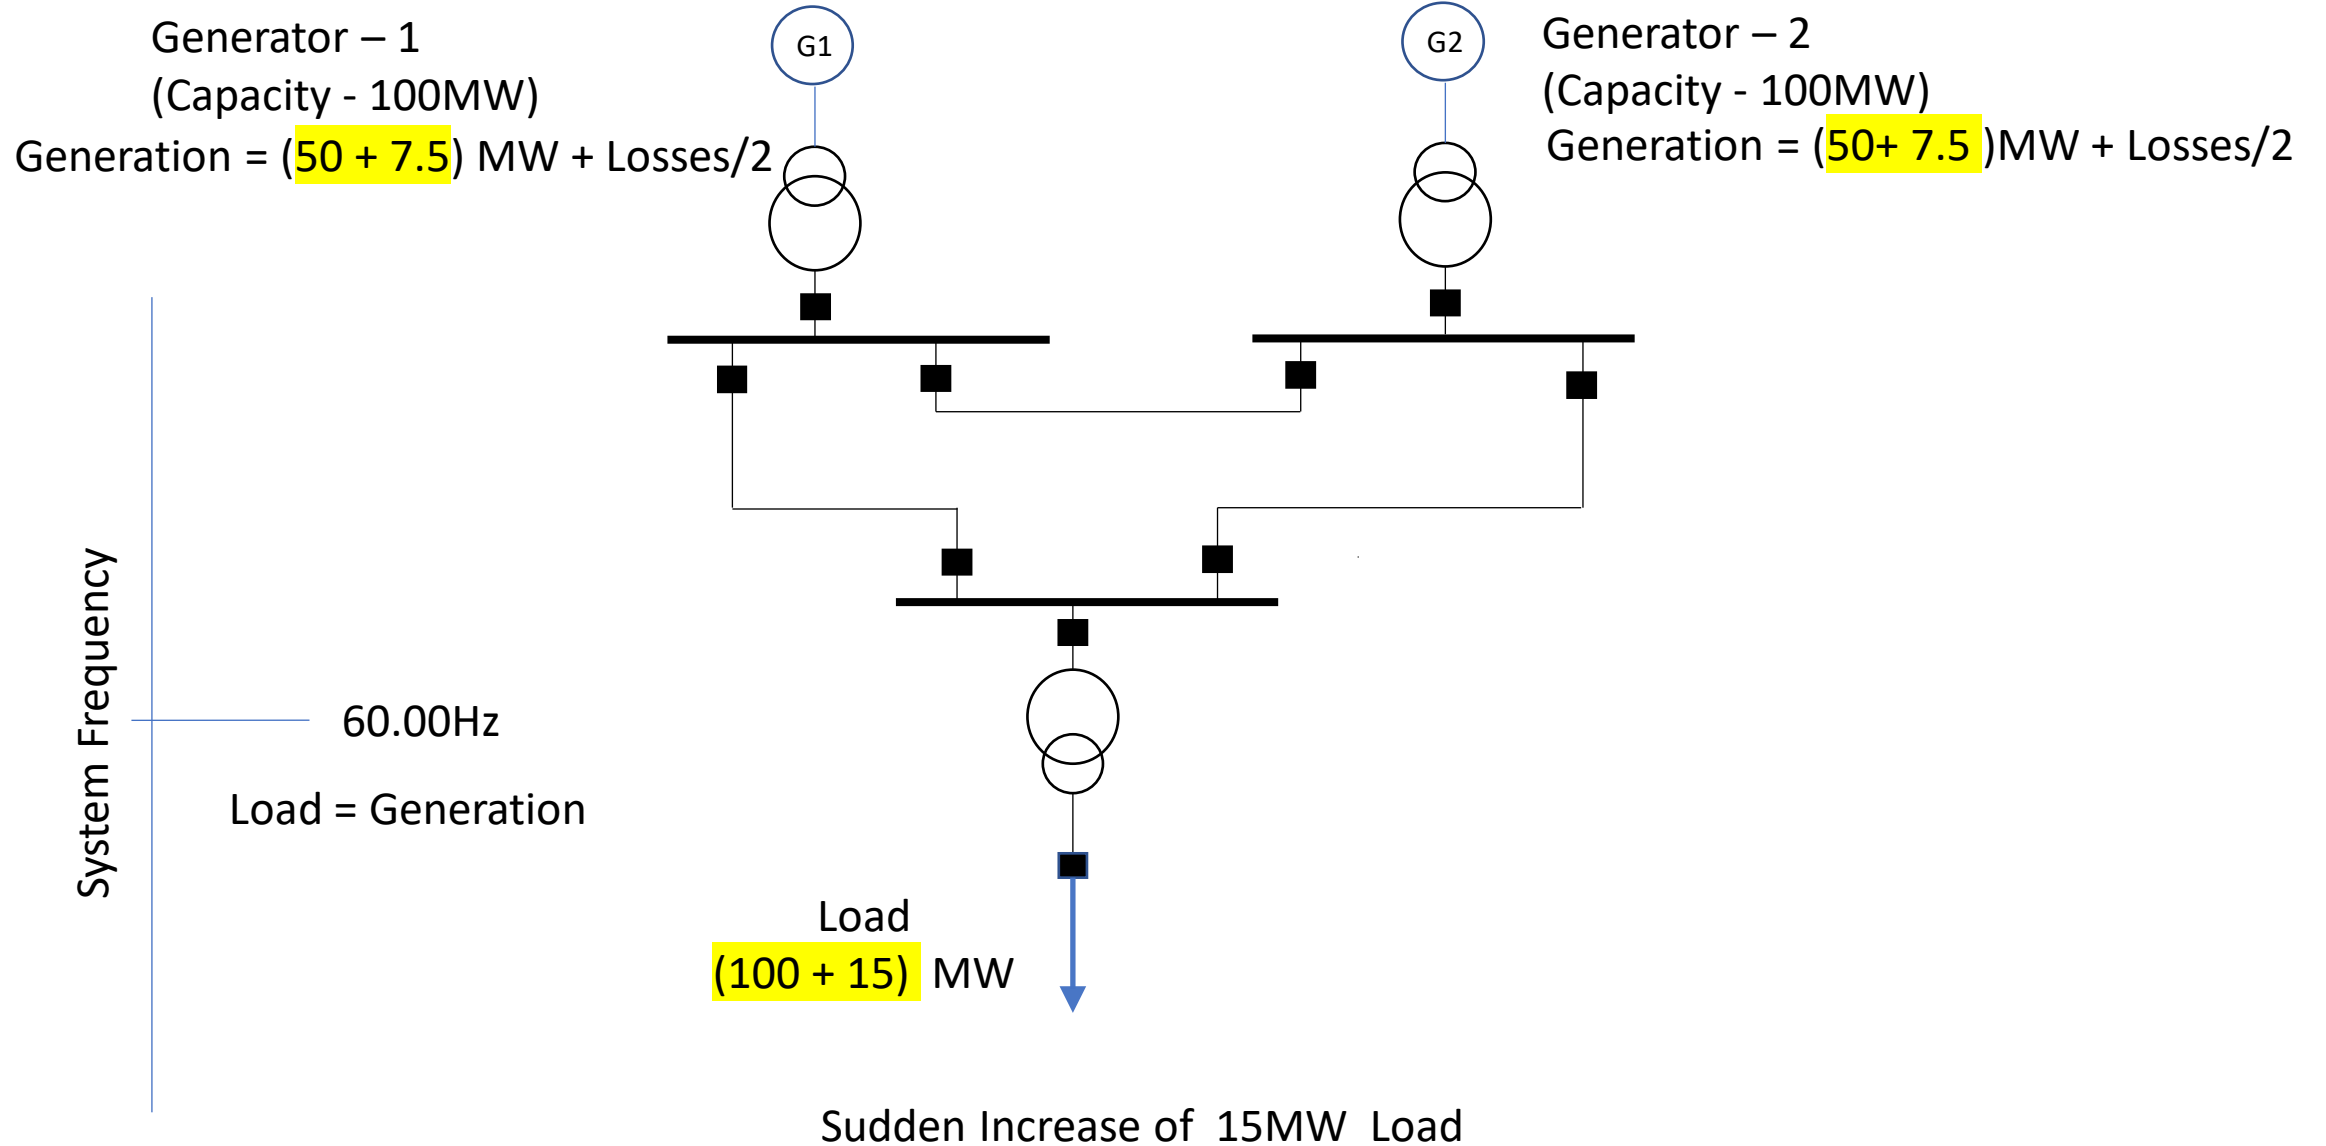 Generator – 1
(Capacity - 100MW)
Generation = (50 + 7.5) MW + Losses/2
G1
G2
Generator – 2
(Capacity - 100MW)
Generation = (50+ 7.5 )MW + Losses/2
System Frequency
60.00Hz
Load = Generation
Load
(100 + 15) MW
Sudden Increase of 15MW Load